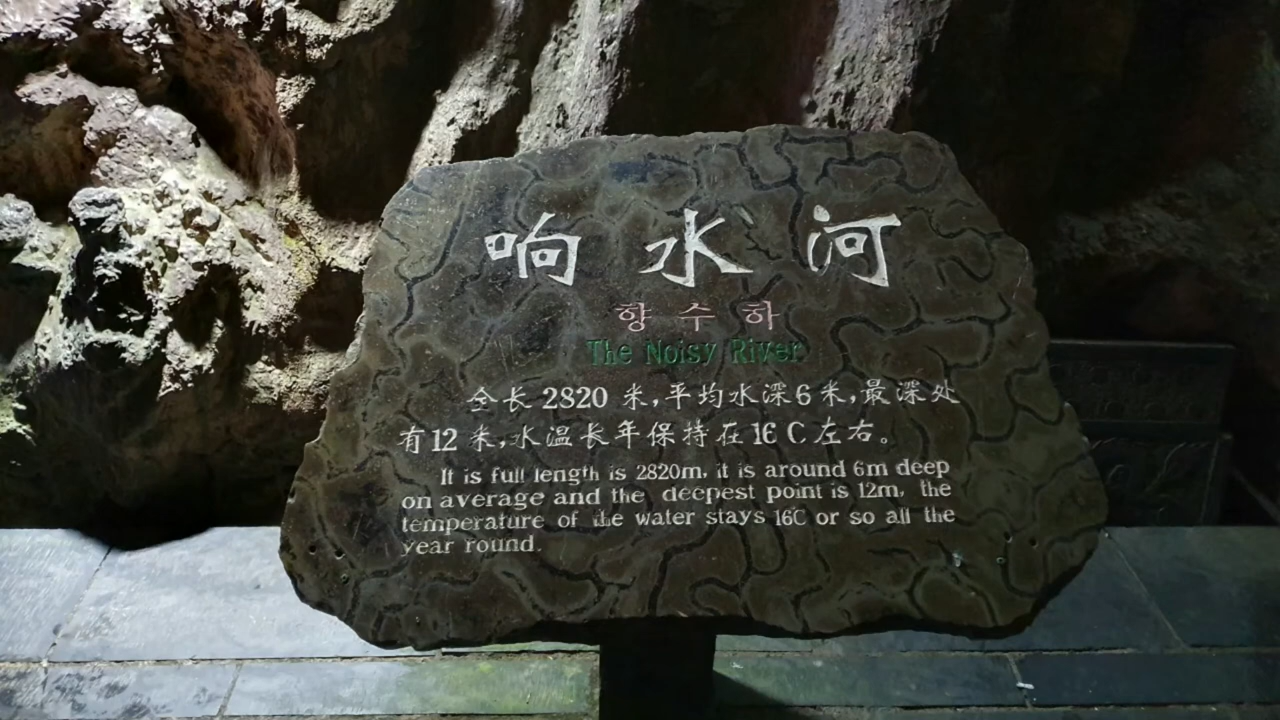 响水河
향수하
The Noisy River
全长2820米,平均水深6米,最深处
有12米,水温长年保持在16C左右。
It is full length is 2820m, it is around 6m deep
on average and the deepest point is 12m, the
temperature of the water stays 16C or so all the
year round.